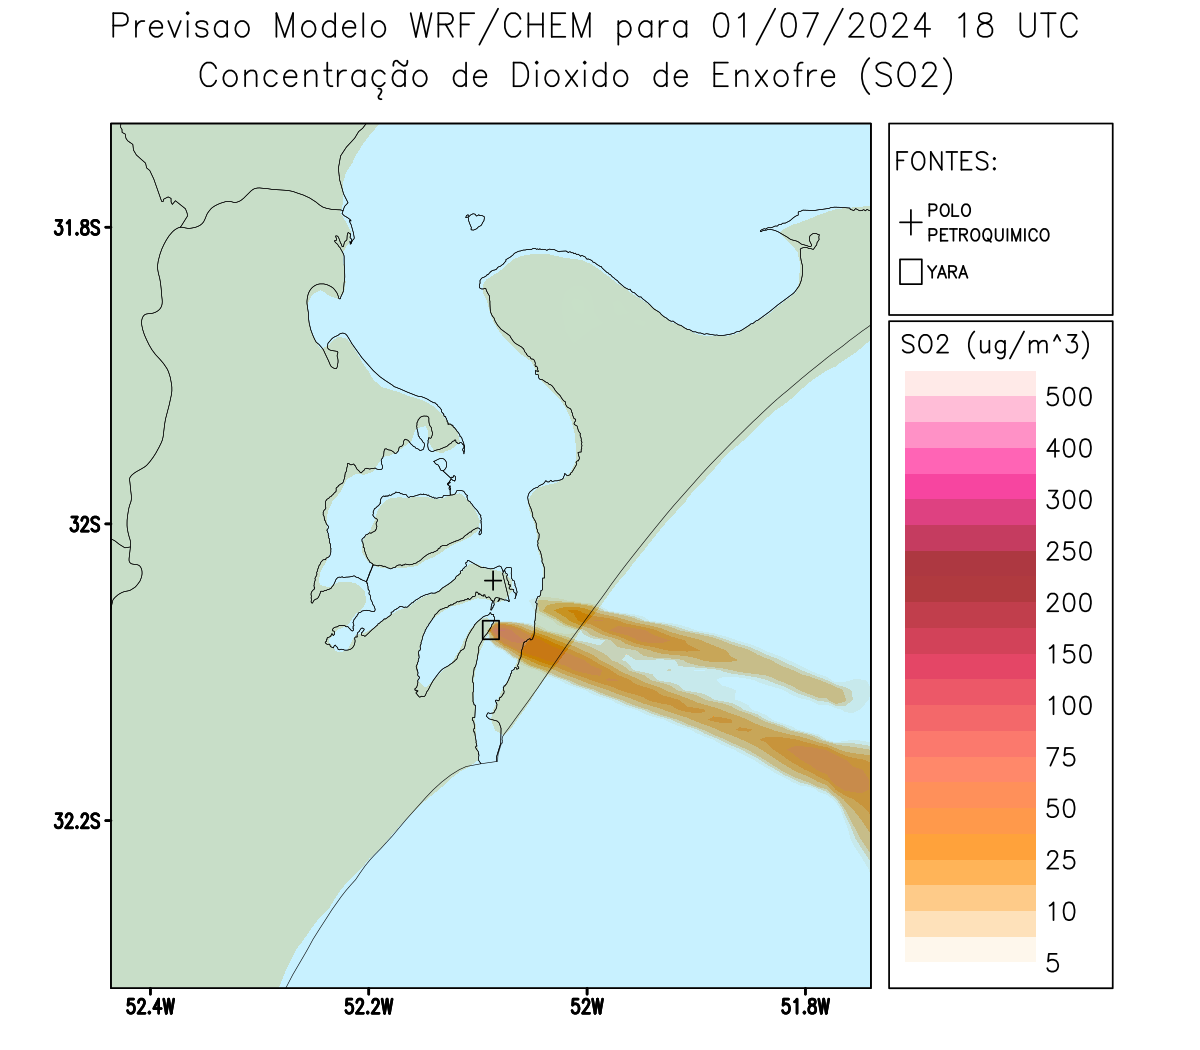 Previsao Modelo WRF/CHEM para 01/07/2024 18 UTC
Concentração de Dioxido de Enxofre (SO2)
FONTES:
POLO
PETROQUIMICO
YARA
SO2 (ug/m^3)
500
400
300
250
200
150
100
75
50
25
10
5
31.8S
32S
32.2S
52.4W
52.2W
52W
51.8W